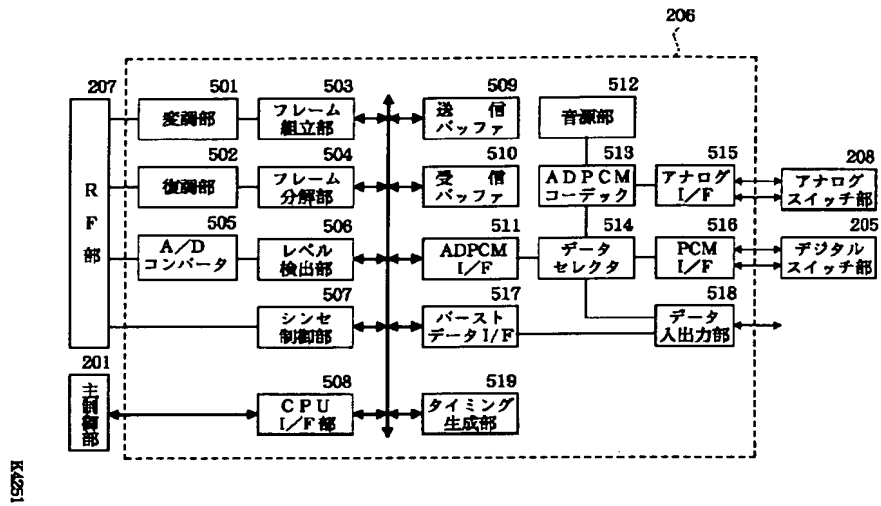 206
207
501
503
509
512
RF部
変調部
フレーム
組立部
送 信
バッファ
音源部
502
504
510
513
515
208
復調部
フレーム
分解部
受 信
バッファ
ADPCM
コーデック
アナログ
I/F
アナログ
スイッチ部
505
506
511
514
516
205
A/D
コンバータ
レベル
検出部
ADPCM
I/F
データ
セレクタ
PCM
I/F
デジタル
スイッチ部
507
517
518
シンセ
制御部
バースト
データI/F
データ
入出力部
201
508
519
主制御部
CPU
I/F部
タイミング
生成部
K4251